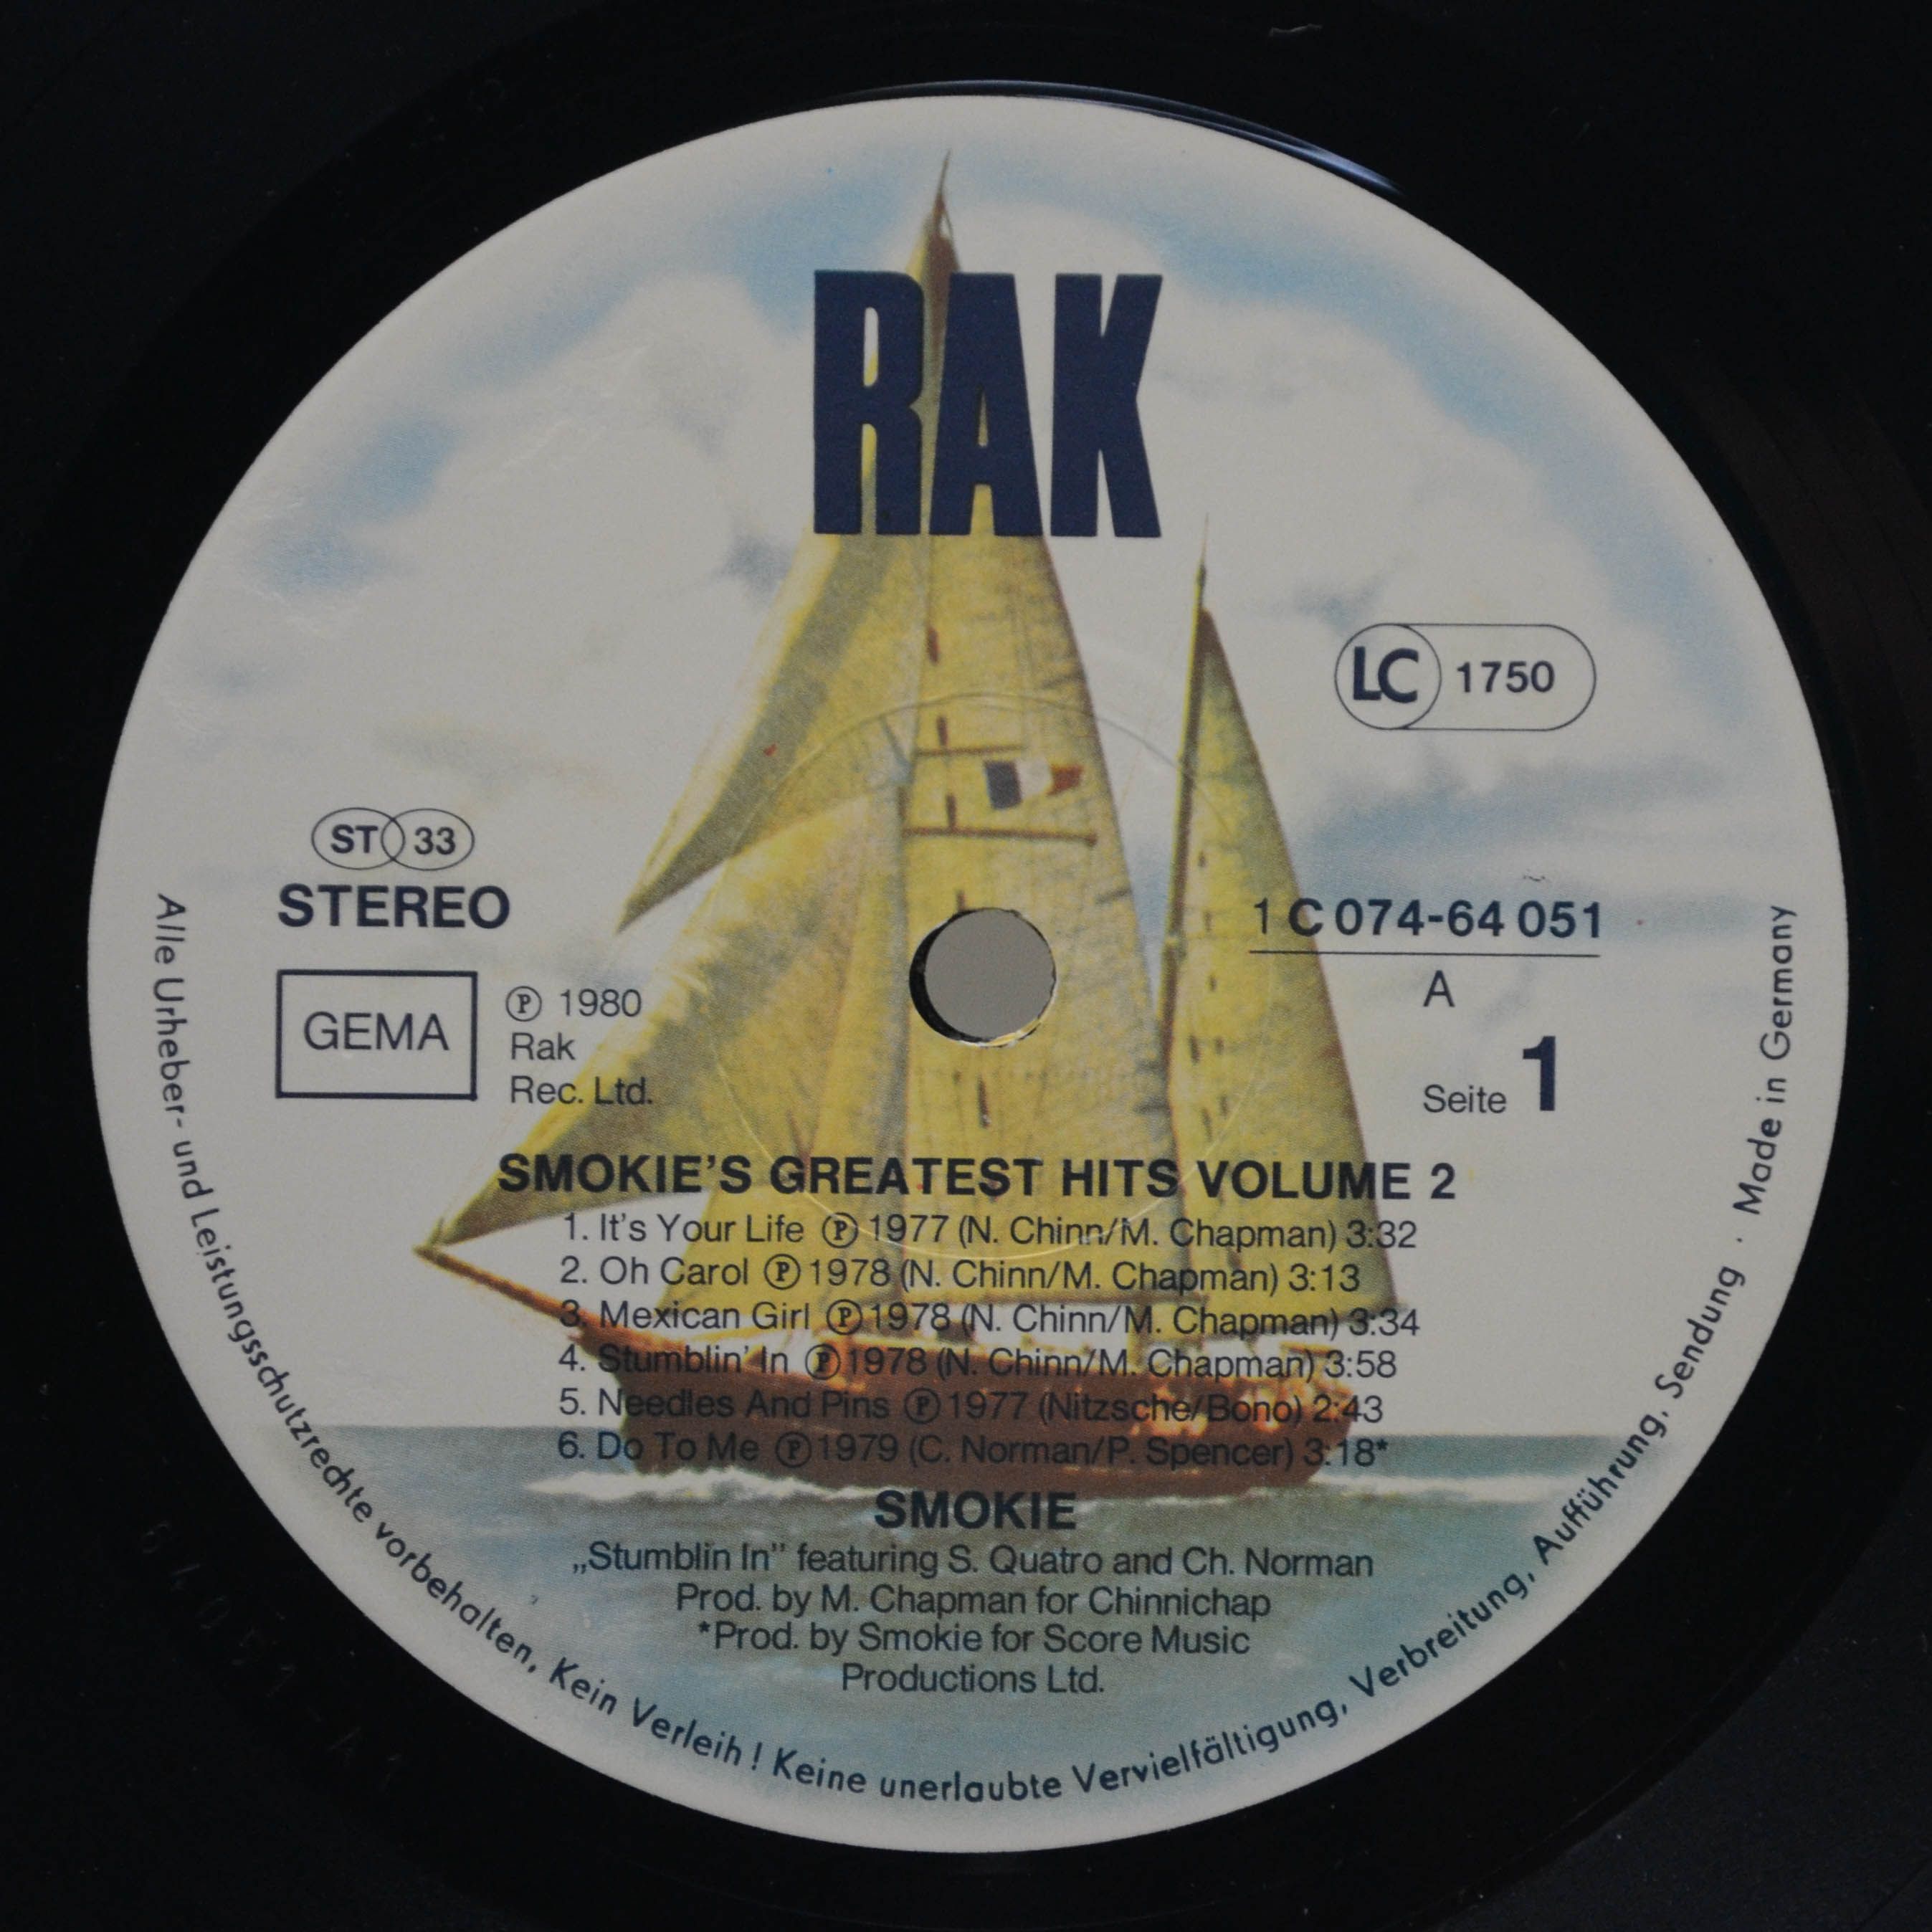 RAK
LC 1750
ST 33
STEREO
GEMA
Ⓟ 1980
Rak
Rec. Ltd.
1 C 074-64 051
A
Seite 1
SMOKIE'S GREATEST HITS VOLUME 2
1. It's Your Life Ⓟ 1977 (N. Chinn/M. Chapman) 3:32
2. Oh Carol Ⓟ 1978 (N. Chinn/M. Chapman) 3:13
3. Mexican Girl Ⓟ 1978 (N. Chinn/M. Chapman) 3:34
4. Stumblin' In Ⓟ 1978 (N. Chinn/M. Chapman) 3:58
5. Needles And Pins Ⓟ 1977 (Nitzsche/Bono) 2:43
6. Do To Me Ⓟ 1979 (C. Norman/P. Spencer) 3:18*
SMOKIE
„Stumblin In" featuring S. Quatro and Ch. Norman
Prod. by M. Chapman for Chinnichap
*Prod. by Smokie for Score Music
Productions Ltd.
Alle Urheber- und Leistungsschutzrechte vorbehalten, Kein Verleih! Keine unerlaubte Vervielfältigung, Verbreitung, Aufführung, Sendung · Made in Germany